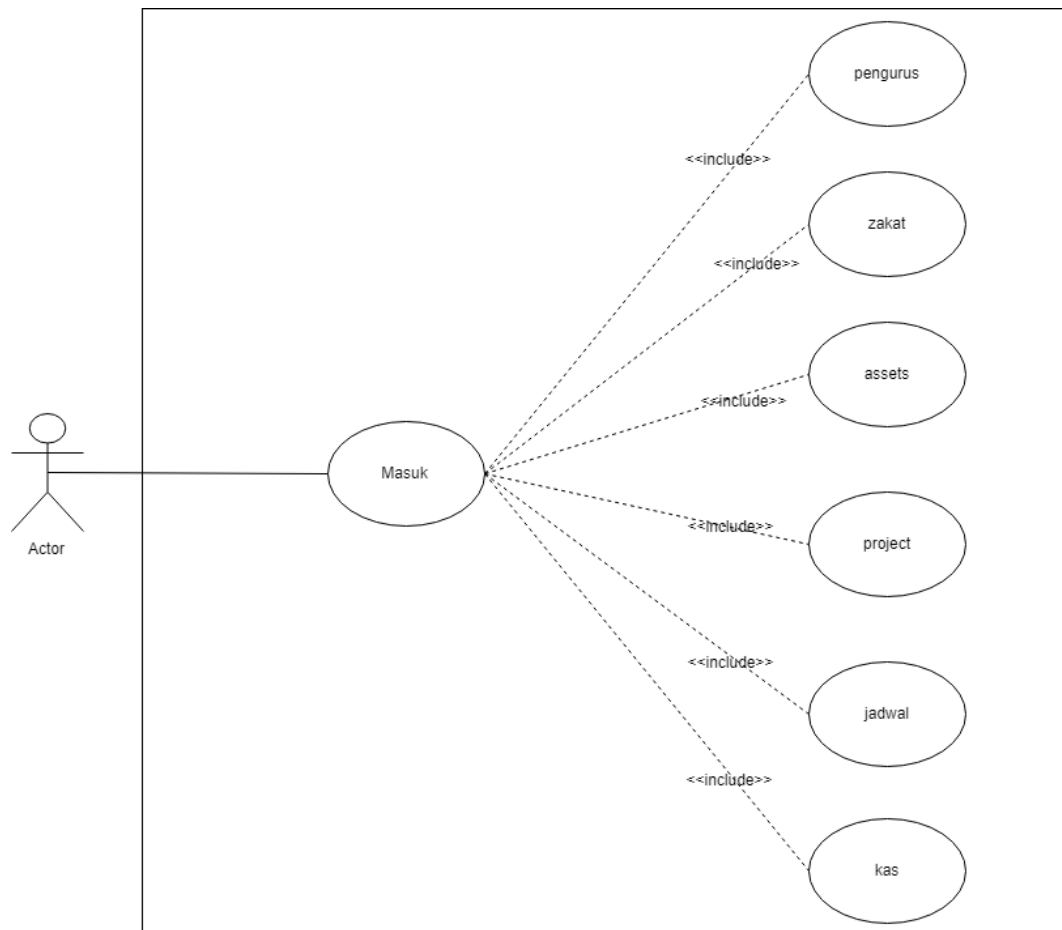 pengurus
<<include>>
zakat
<<include>>
assets
<<include>>
Masuk
project
<<include>>
Actor
<<include>>
jadwal
<<include>>
kas